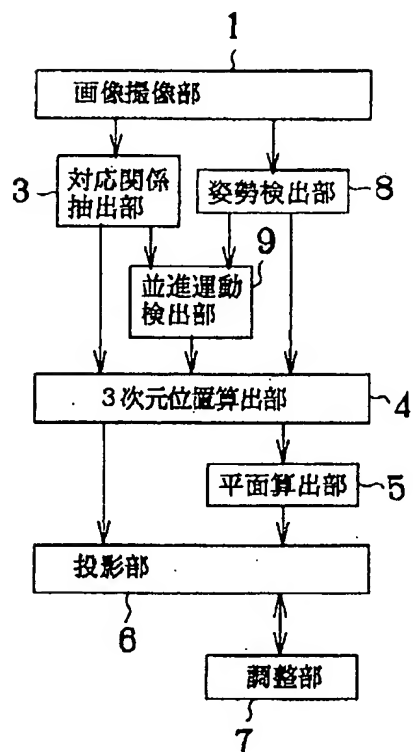 1
画像撮像部
3
対応関係
抽出部
姿勢検出部
8
9
並進運動
検出部
3次元位置算出部
4
平面算出部
5
投影部
6
調整部
7